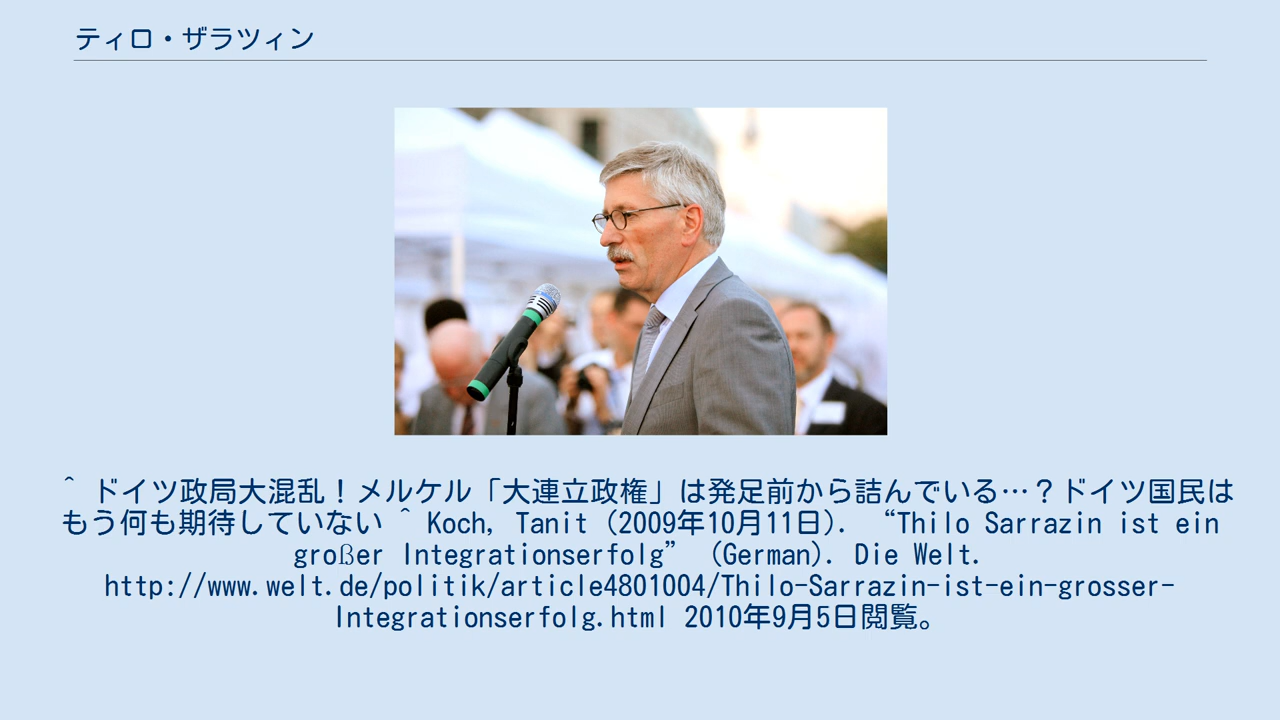 ティロ・ザラツィン
^ ドイツ政局大混乱！メルケル「大連立政権」は発足前から詰んでいる…？ドイツ国民は
もう何も期待していない ^ Koch, Tanit (2009年10月11日). “Thilo Sarrazin ist ein
großer Integrationserfolg” (German). Die Welt.
http://www.welt.de/politik/article4801004/Thilo-Sarrazin-ist-ein-grosser-
Integrationserfolg.html 2010年9月5日閲覧。